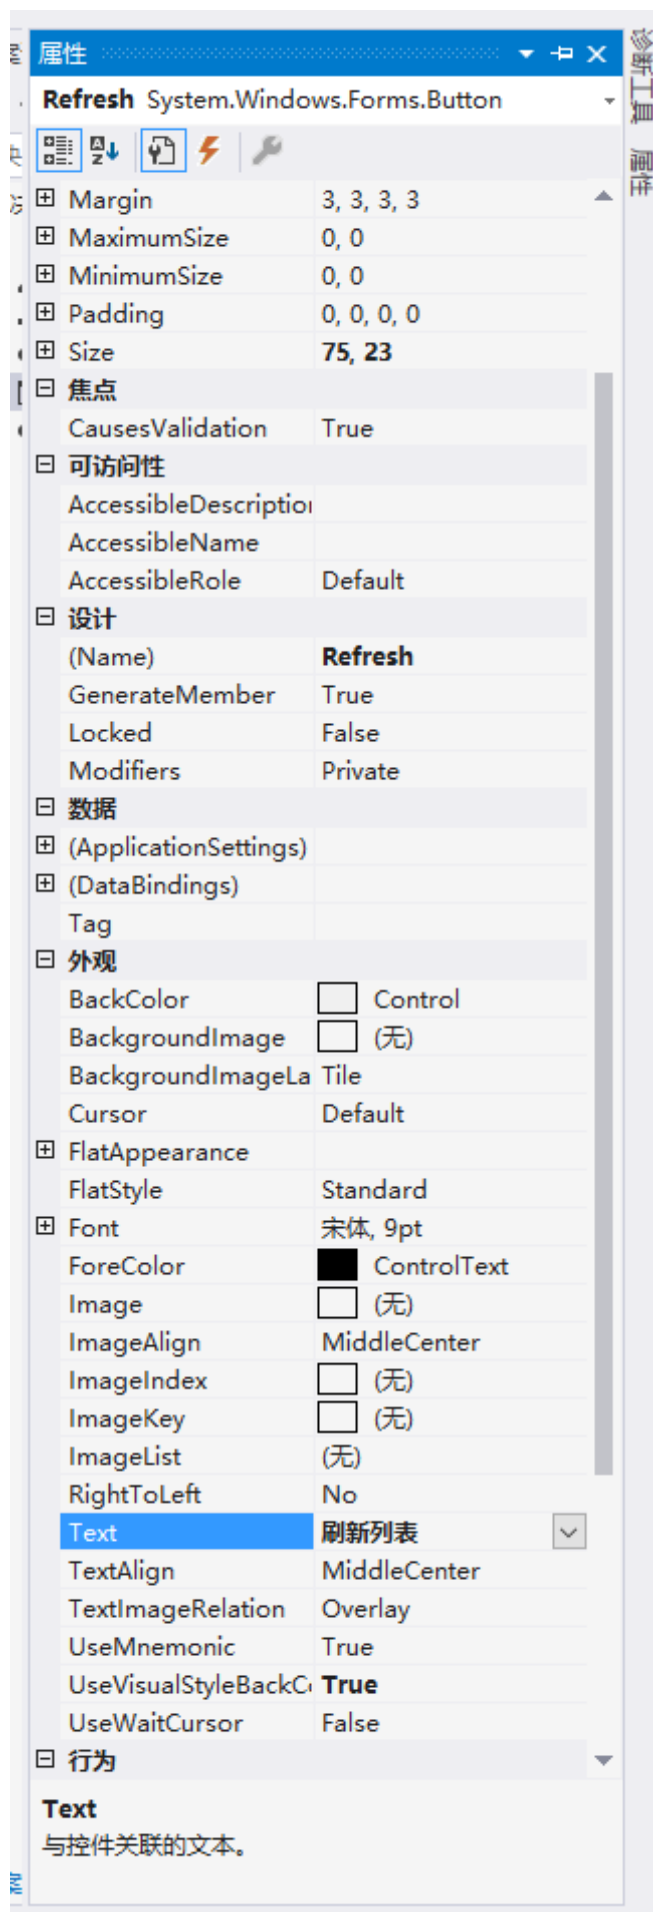 属性
Refresh System.Windows.Forms.Button
Margin 3, 3, 3, 3
MaximumSize 0, 0
MinimumSize 0, 0
Padding 0, 0, 0, 0
Size 75, 23
焦点
CausesValidation True
可访问性
AccessibleDescription
AccessibleName
AccessibleRole Default
设计
(Name) Refresh
GenerateMember True
Locked False
Modifiers Private
数据
(ApplicationSettings)
(DataBindings)
Tag
外观
BackColor Control
BackgroundImage (无)
BackgroundImageLa Tile
Cursor Default
FlatAppearance
FlatStyle Standard
Font 宋体, 9pt
ForeColor ControlText
Image (无)
ImageAlign MiddleCenter
ImageIndex (无)
ImageKey (无)
ImageList (无)
RightToLeft No
Text 刷新列表
TextAlign MiddleCenter
TextImageRelation Overlay
UseMnemonic True
UseVisualStyleBackC True
UseWaitCursor False
行为
Text
与控件关联的文本。
诊断工具
属性